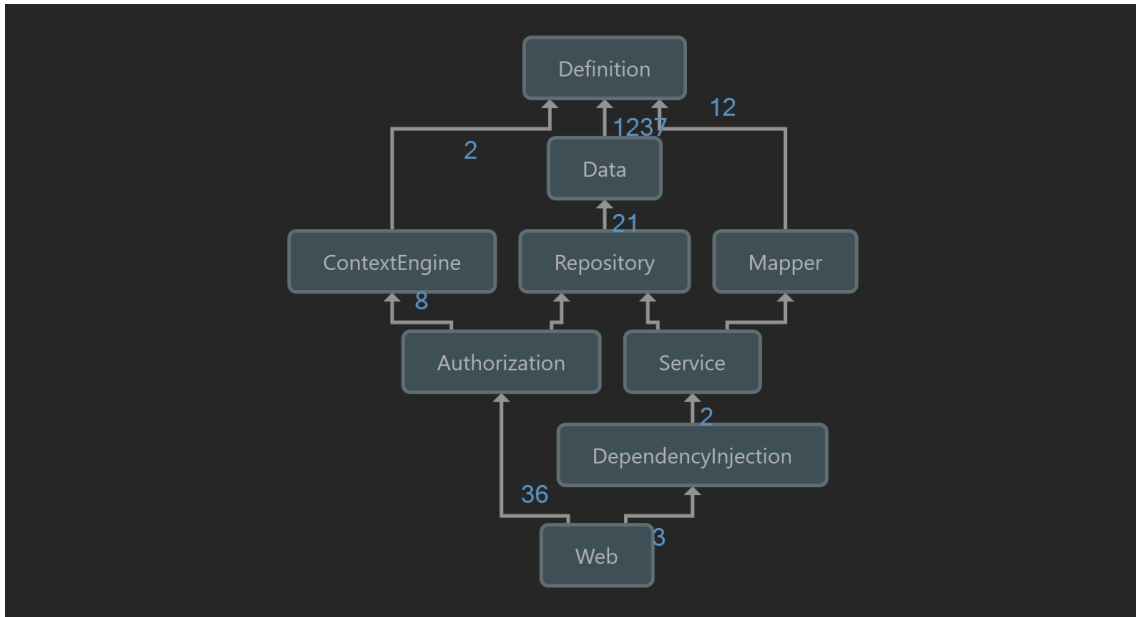 Definition
12
1237
2
Data
21
ContextEngine
Repository
Mapper
8
Authorization
Service
2
DependencyInjection
36
3
Web